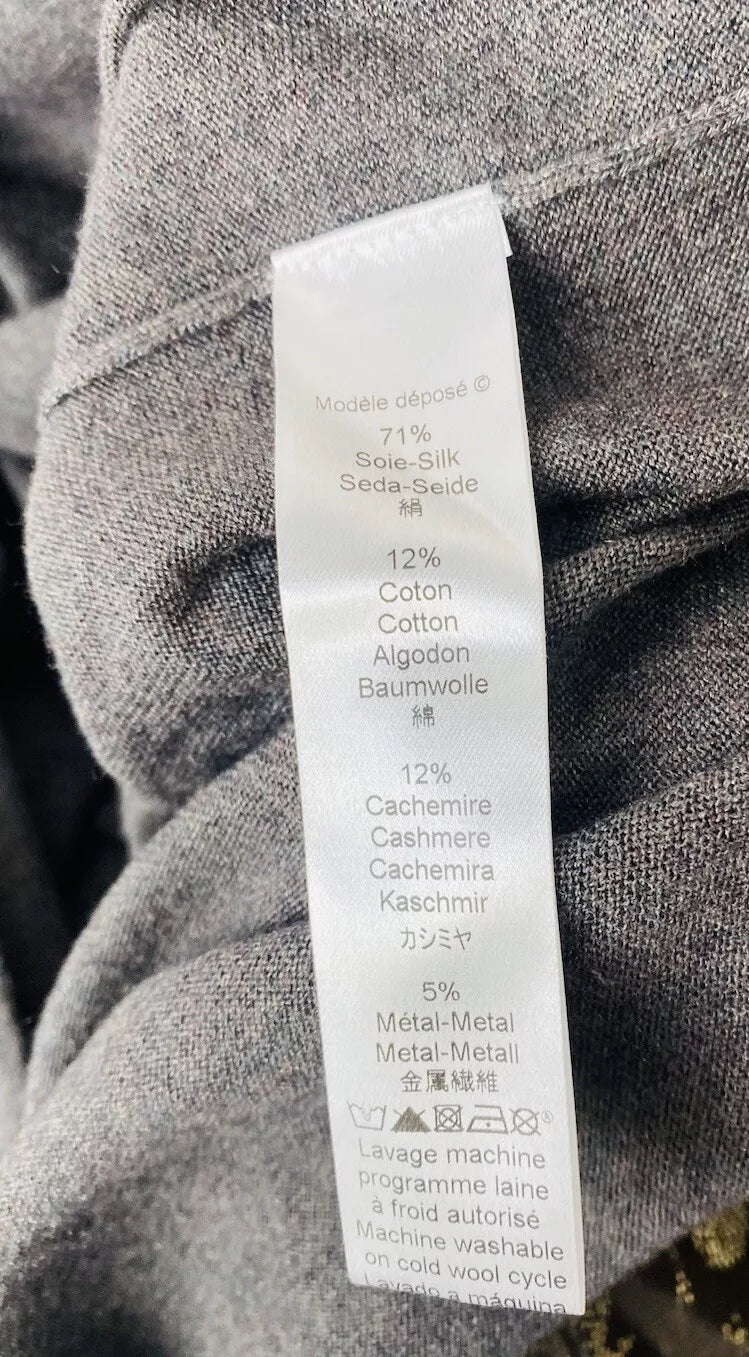 Modèle déposé ©
71%
Soie-Silk
Seda-Seide
絹
12%
Coton
Cotton
Algodon
Baumwolle
綿
12%
Cachemire
Cashmere
Cachemira
Kaschmir
カシミヤ
5%
Métal-Metal
Metal-Metall
金属繊維
Lavage machine
programme laine
à froid autorisé
Machine washable
on cold wool cycle
Lavado a máquina